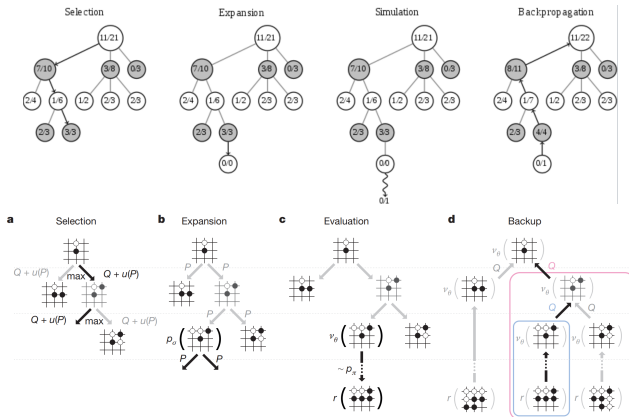 Selection Expansion Simulation Backpropagation
11/21 11/21 11/21 11/22
7/10 3/8 0/3 7/10 3/8 0/3 7/10 3/8 0/3 8/11 3/8 0/3
2/4 1/6 1/2 2/3 2/3 2/4 1/6 1/2 2/3 2/3 2/4 1/6 1/2 2/3 2/3 2/4 1/7 1/2 2/3 2/3
2/3 3/3 2/3 3/3 2/3 3/3 2/3 4/4
0/0 0/0 0/1
0/1
a Selection b Expansion c Evaluation d Backup
Q + u(P) max Q + u(P) P P Q Q
Q + u(P) max Q + u(P) P P Q Q
P P
r r r r